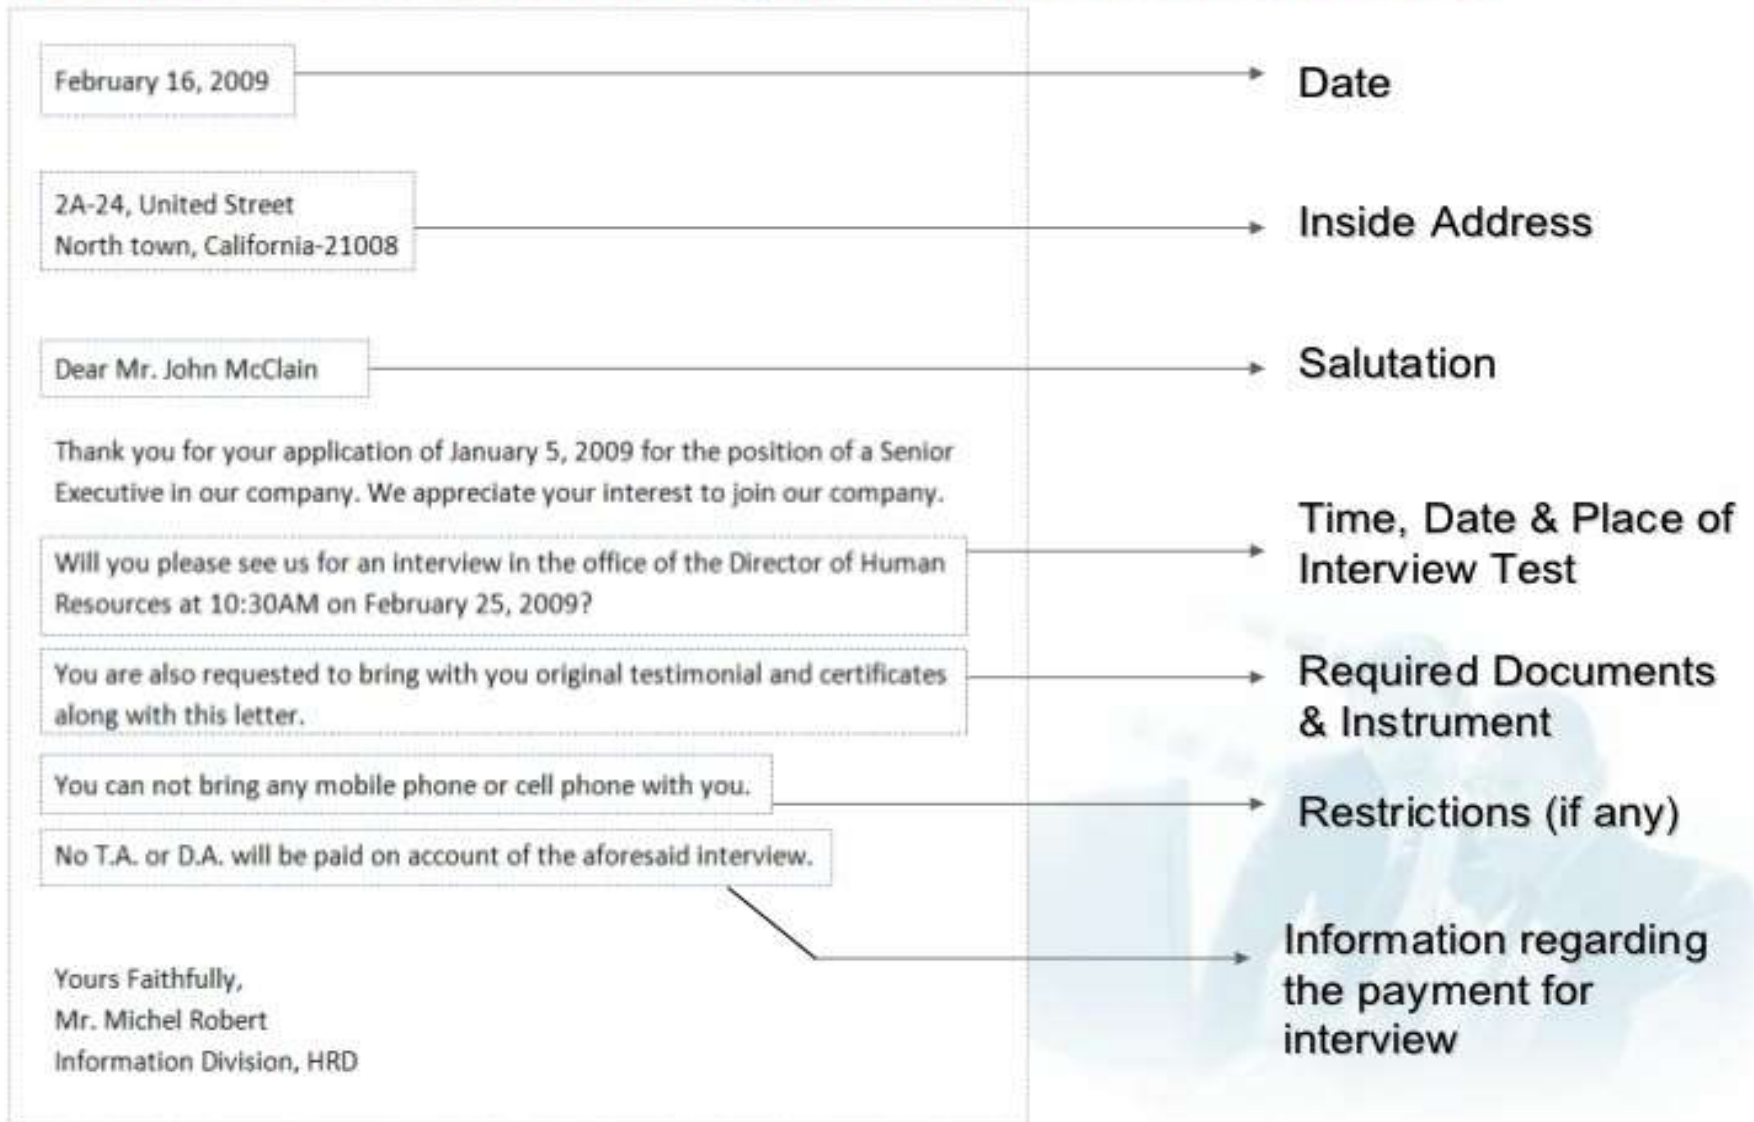 February 16, 2009
Date
2A-24, United Street
North town, California-21008
Inside Address
Dear Mr. John McClain
Salutation
Thank you for your application of January 5, 2009 for the position of a Senior
Executive in our company. We appreciate your interest to join our company.
Will you please see us for an interview in the office of the Director of Human
Resources at 10:30AM on February 25, 2009?
Time, Date & Place of
Interview Test
You are also requested to bring with you original testimonial and certificates
along with this letter.
Required Documents
& Instrument
You can not bring any mobile phone or cell phone with you.
Restrictions (if any)
No T.A. or D.A. will be paid on account of the aforesaid interview.
Information regarding
the payment for
interview
Yours Faithfully,
Mr. Michel Robert
Information Division, HRD